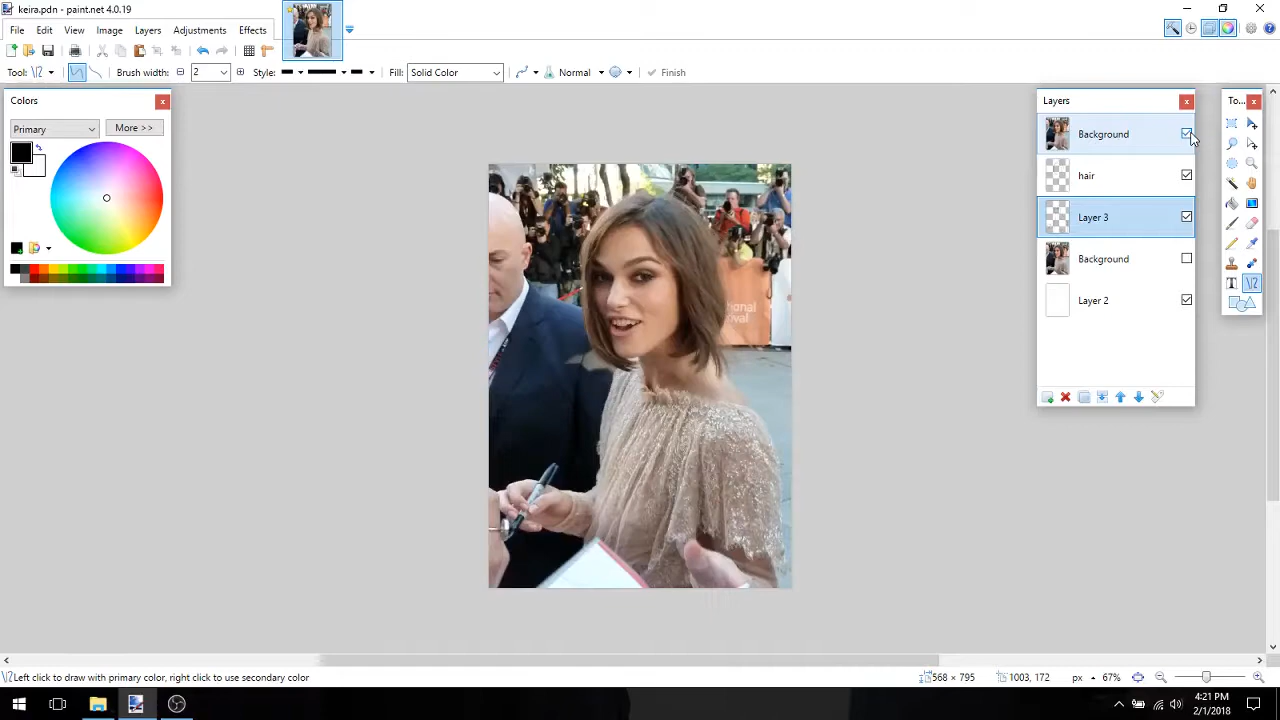 keira.pdn - paint.net 4.0.19
File Edit View Image Layers Adjustments Effects
Tool: Brush width: 2 Style: Fill: Solid Color Normal Finish
Colors
Primary More >>
Layers
Background
hair
Layer 3
Background
Layer 2
To...
Left click to draw with primary color, right click to use secondary color
568 × 795
1003, 172
px
67%
4:21 PM
2/1/2018